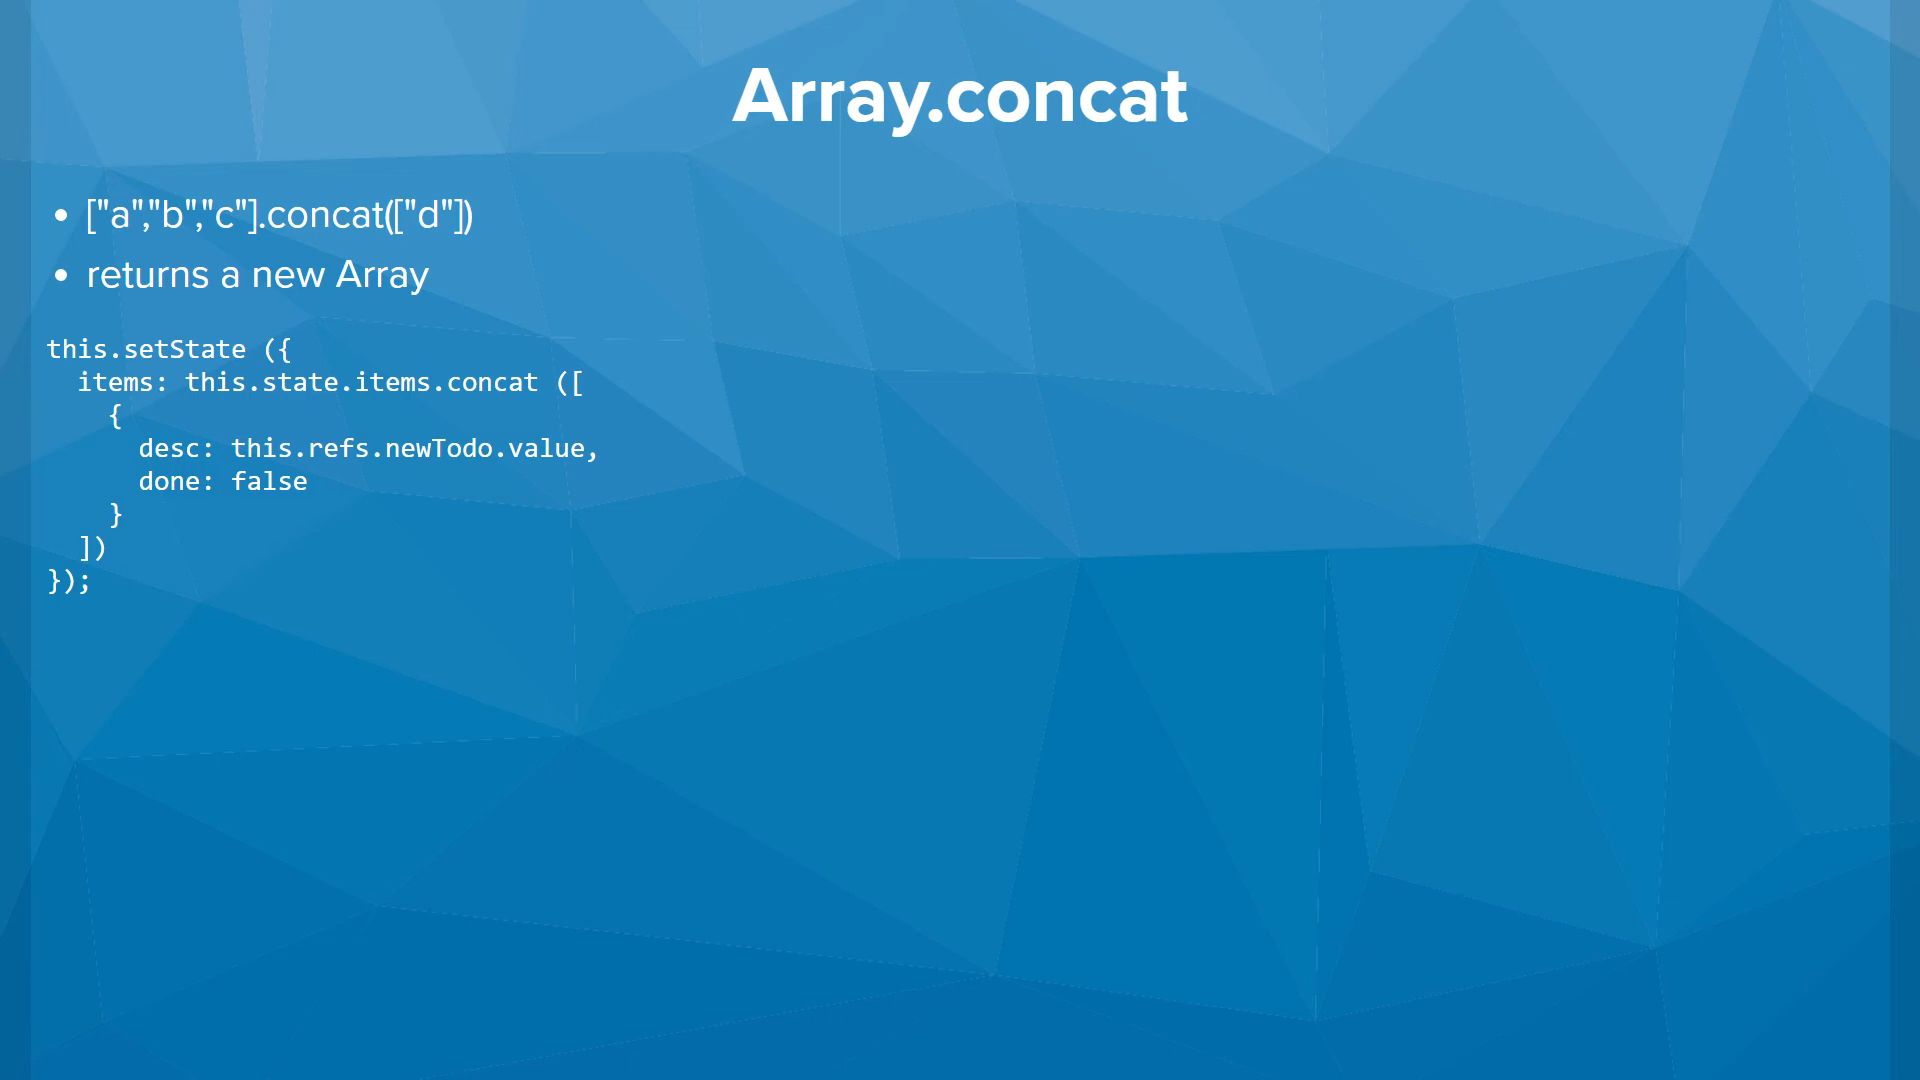 Array.concat
• ["a","b","c"].concat(["d"])
• returns a new Array
this.setState ({
  items: this.state.items.concat ([
    {
      desc: this.refs.newTodo.value,
      done: false
    }
  ])
});